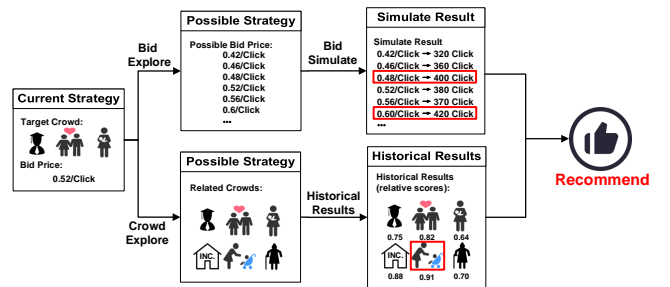 Current Strategy
Target Crowd:
Bid Price:
0.52/Click
Bid
Explore
Crowd
Explore
Possible Strategy
Possible Bid Price:
0.42/Click
0.46/Click
0.48/Click
0.52/Click
0.56/Click
0.6/Click
•••
Bid
Simulate
Simulate Result
Simulate Result
0.42/Click → 320 Click
0.46/Click → 360 Click
0.48/Click → 400 Click
0.52/Click → 380 Click
0.56/Click → 370 Click
0.60/Click → 420 Click
•••
Possible Strategy
Related Crowds:
INC.
Historical
Results
Historical Results
Historical Results
(relative scores):
0.75 0.82 0.64
INC.
0.88 0.91 0.70
Recommend